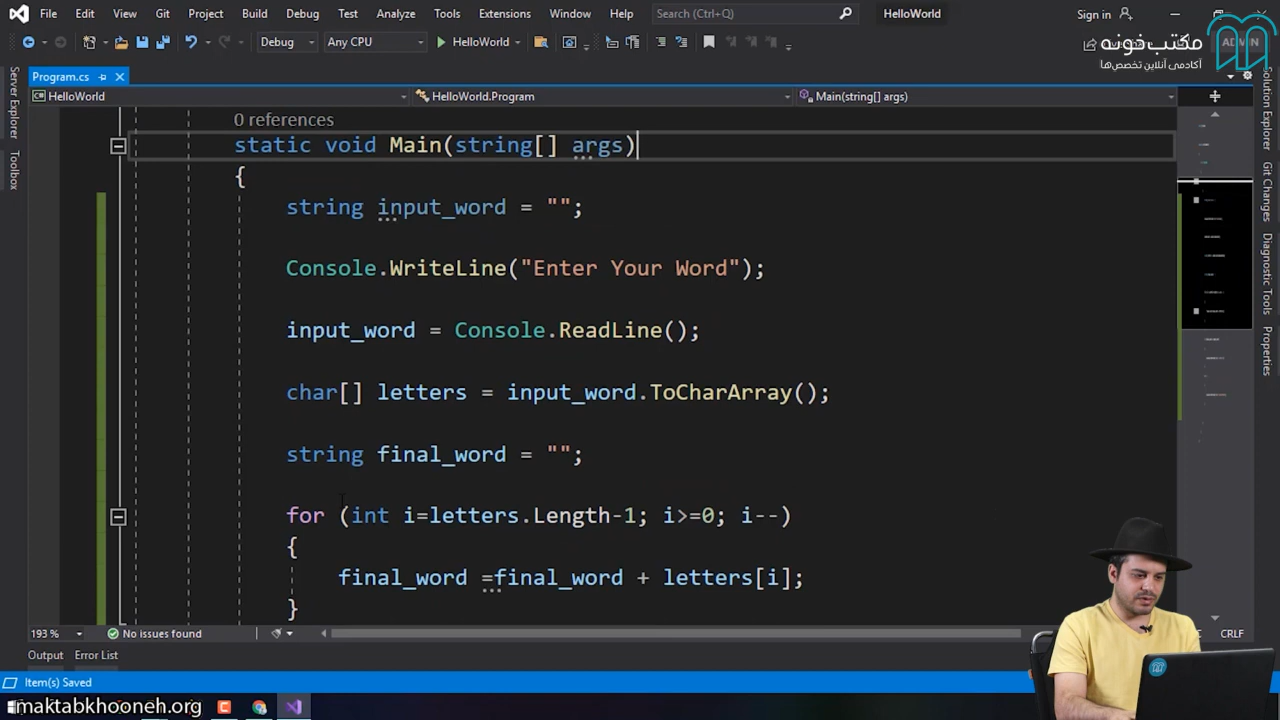 File Edit View Git Project Build Debug Test Analyze Tools Extensions Window Help Search (Ctrl+Q) HelloWorld Sign in
Debug Any CPU HelloWorld ADMIN
مکتب‌خونه
آکادمی آنلاین تخصص‌ها
Program.cs
HelloWorld HelloWorld.Program Main(string[] args)
Server Explorer
Toolbox
Solution Explorer
Git Changes
Diagnostic Tools
Properties
0 references
static void Main(string[] args)
{
string input_word = "";
Console.WriteLine("Enter Your Word");
input_word = Console.ReadLine();
char[] letters = input_word.ToCharArray();
string final_word = "";
for (int i=letters.Length-1; i>=0; i--)
{
final_word =final_word + letters[i];
}
193 % No issues found CRLF
Output Error List
Item(s) Saved
maktabkhooneh.org